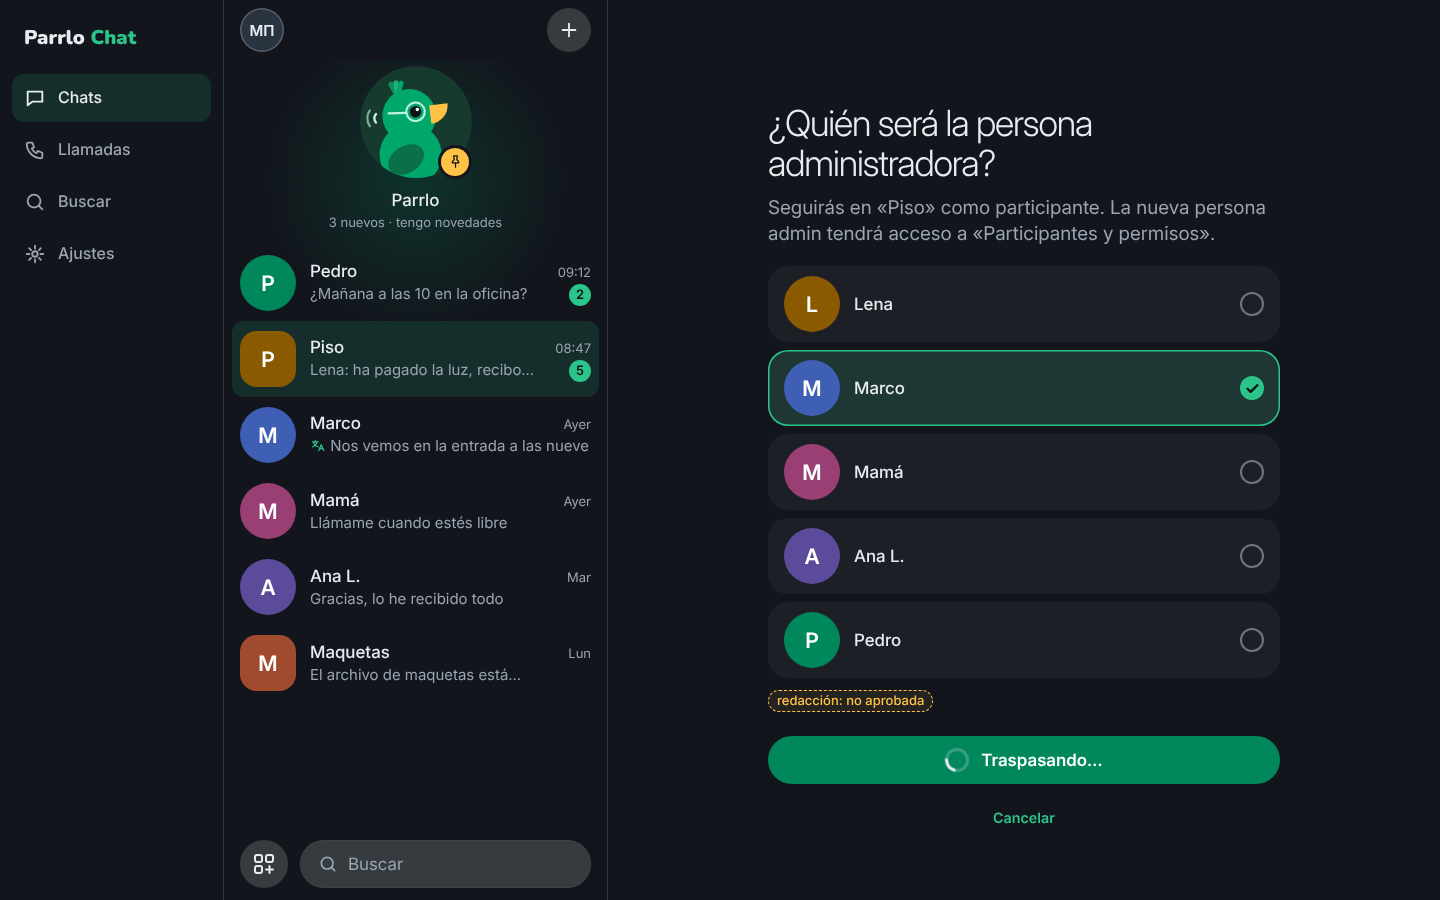 Parrlo Chat
Chats
Llamadas
Buscar
Ajustes
МП
Parrlo
3 nuevos · tengo novedades
P
Pedro
09:12
¿Mañana a las 10 en la oficina?
2
P
Piso
08:47
Lena: ha pagado la luz, recibo...
5
M
Marco
Ayer
Nos vemos en la entrada a las nueve
M
Mamá
Ayer
Llámame cuando estés libre
A
Ana L.
Mar
Gracias, lo he recibido todo
M
Maquetas
Lun
El archivo de maquetas está...
Buscar
¿Quién será la persona
administradora?
Seguirás en «Piso» como participante. La nueva persona
admin tendrá acceso a «Participantes y permisos».
L
Lena
M
Marco
M
Mamá
A
Ana L.
P
Pedro
redacción: no aprobada
Traspasando...
Cancelar